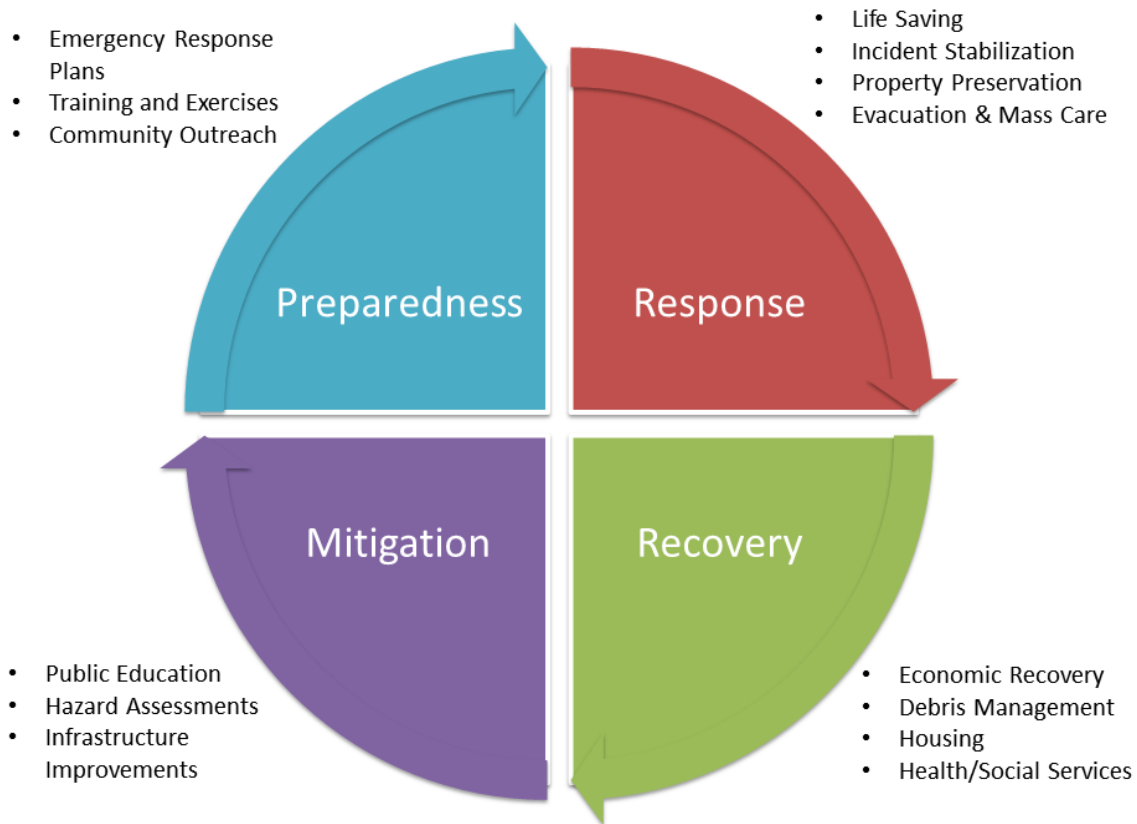 • Emergency Response
Plans
• Training and Exercises
• Community Outreach
• Life Saving
• Incident Stabilization
• Property Preservation
• Evacuation & Mass Care
Preparedness
Response
Mitigation
Recovery
• Public Education
• Hazard Assessments
• Infrastructure
Improvements
• Economic Recovery
• Debris Management
• Housing
• Health/Social Services